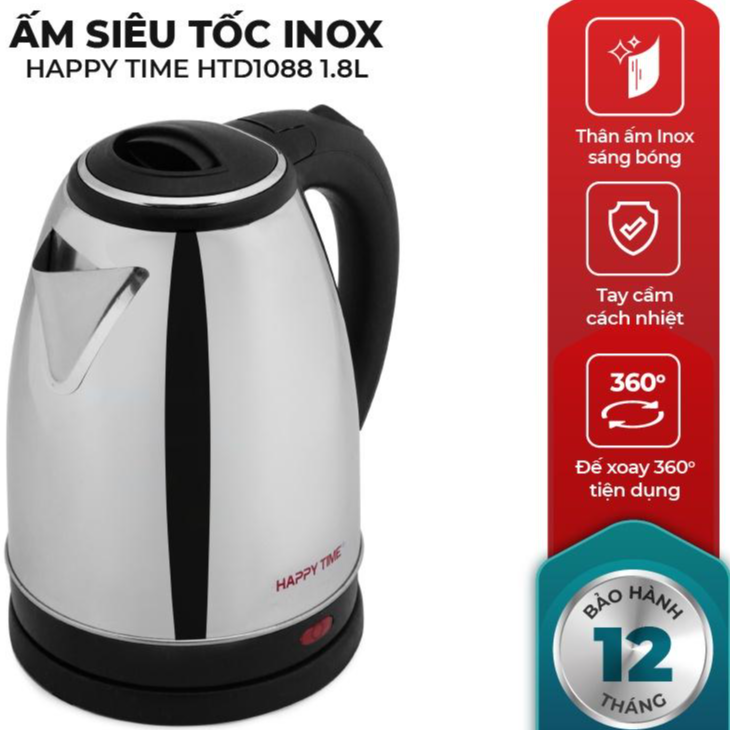 ẤM SIÊU TỐC INOX
HAPPY TIME HTD1088 1.8L
Thân ấm Inox
sáng bóng
Tay cầm
cách nhiệt
360°
Đế xoay 360°
tiện dụng
HAPPY TIME
BẢO HÀNH
12
THÁNG